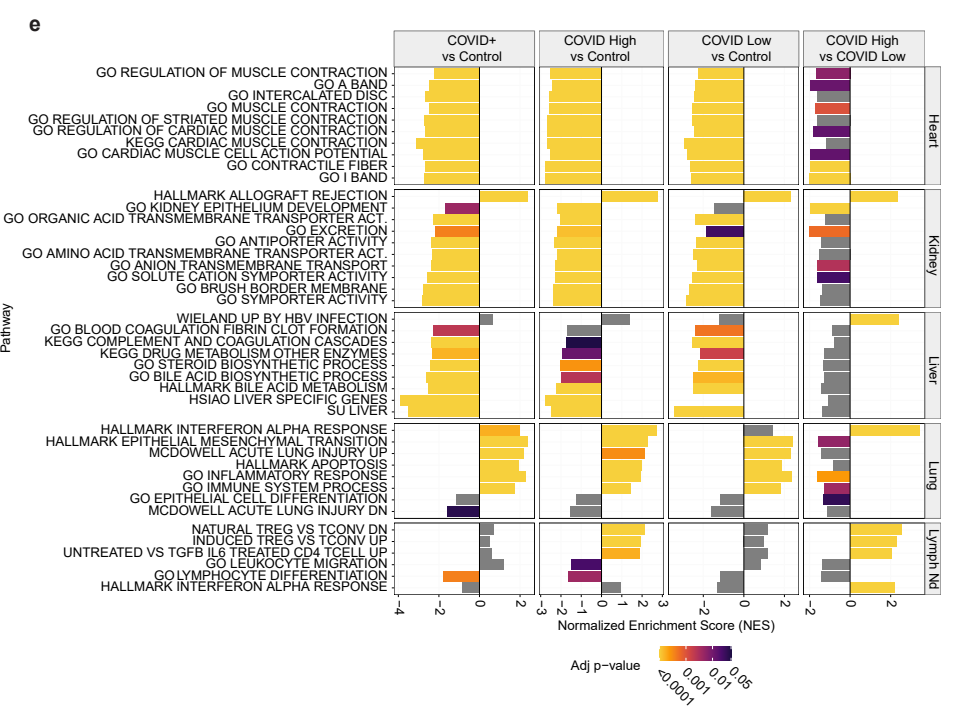 e
COVID+
vs Control
COVID High
vs Control
COVID Low
vs Control
COVID High
vs COVID Low
Pathway
GO REGULATION OF MUSCLE CONTRACTION
GO A BAND
GO INTERCALATED DISC
GO MUSCLE CONTRACTION
GO REGULATION OF STRIATED MUSCLE CONTRACTION
GO REGULATION OF CARDIAC MUSCLE CONTRACTION
KEGG CARDIAC MUSCLE CONTRACTION
GO CARDIAC MUSCLE CELL ACTION POTENTIAL
GO CONTRACTILE FIBER
GO I BAND
Heart
HALLMARK ALLOGRAFT REJECTION
GO KIDNEY EPITHELIUM DEVELOPMENT
GO ORGANIC ACID TRANSMEMBRANE TRANSPORTER ACT.
GO EXCRETION
GO ANTIPORTER ACTIVITY
GO AMINO ACID TRANSMEMBRANE TRANSPORTER ACT.
GO ANION TRANSMEMBRANE TRANSPORT
GO SOLUTE CATION SYMPORTER ACTIVITY
GO BRUSH BORDER MEMBRANE
GO SYMPORTER ACTIVITY
Kidney
WIELAND UP BY HBV INFECTION
GO BLOOD COAGULATION FIBRIN CLOT FORMATION
KEGG COMPLEMENT AND COAGULATION CASCADES
KEGG DRUG METABOLISM OTHER ENZYMES
GO STEROID BIOSYNTHETIC PROCESS
GO BILE ACID BIOSYNTHETIC PROCESS
HALLMARK BILE ACID METABOLISM
HSIAO LIVER SPECIFIC GENES
SU LIVER
Liver
HALLMARK INTERFERON ALPHA RESPONSE
HALLMARK EPITHELIAL MESENCHYMAL TRANSITION
MCDOWELL ACUTE LUNG INJURY UP
HALLMARK APOPTOSIS
GO INFLAMMATORY RESPONSE
GO IMMUNE SYSTEM PROCESS
GO EPITHELIAL CELL DIFFERENTIATION
MCDOWELL ACUTE LUNG INJURY DN
Lung
NATURAL TREG VS TCONV DN
INDUCED TREG VS TCONV UP
UNTREATED VS TGFB IL6 TREATED CD4 TCELL UP
GO LEUKOCYTE MIGRATION
GO LYMPHOCYTE DIFFERENTIATION
HALLMARK INTERFERON ALPHA RESPONSE
Lymph Nd
-4 -2 0 2 -3 -2 -1 0 1 2 3 -2 0 2 -2 0 2
Normalized Enrichment Score (NES)
Adj p-value
<0.0001 0.001 0.01 0.05